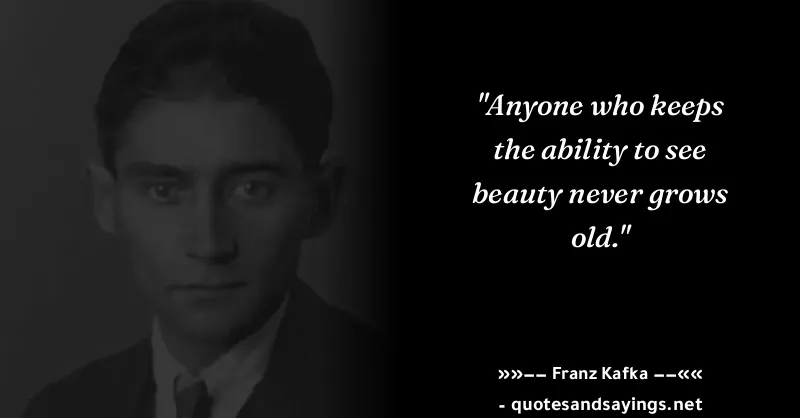 "Anyone who keeps
the ability to see
beauty never grows
old."
»»–– Franz Kafka ––««
- quotesandsayings.net